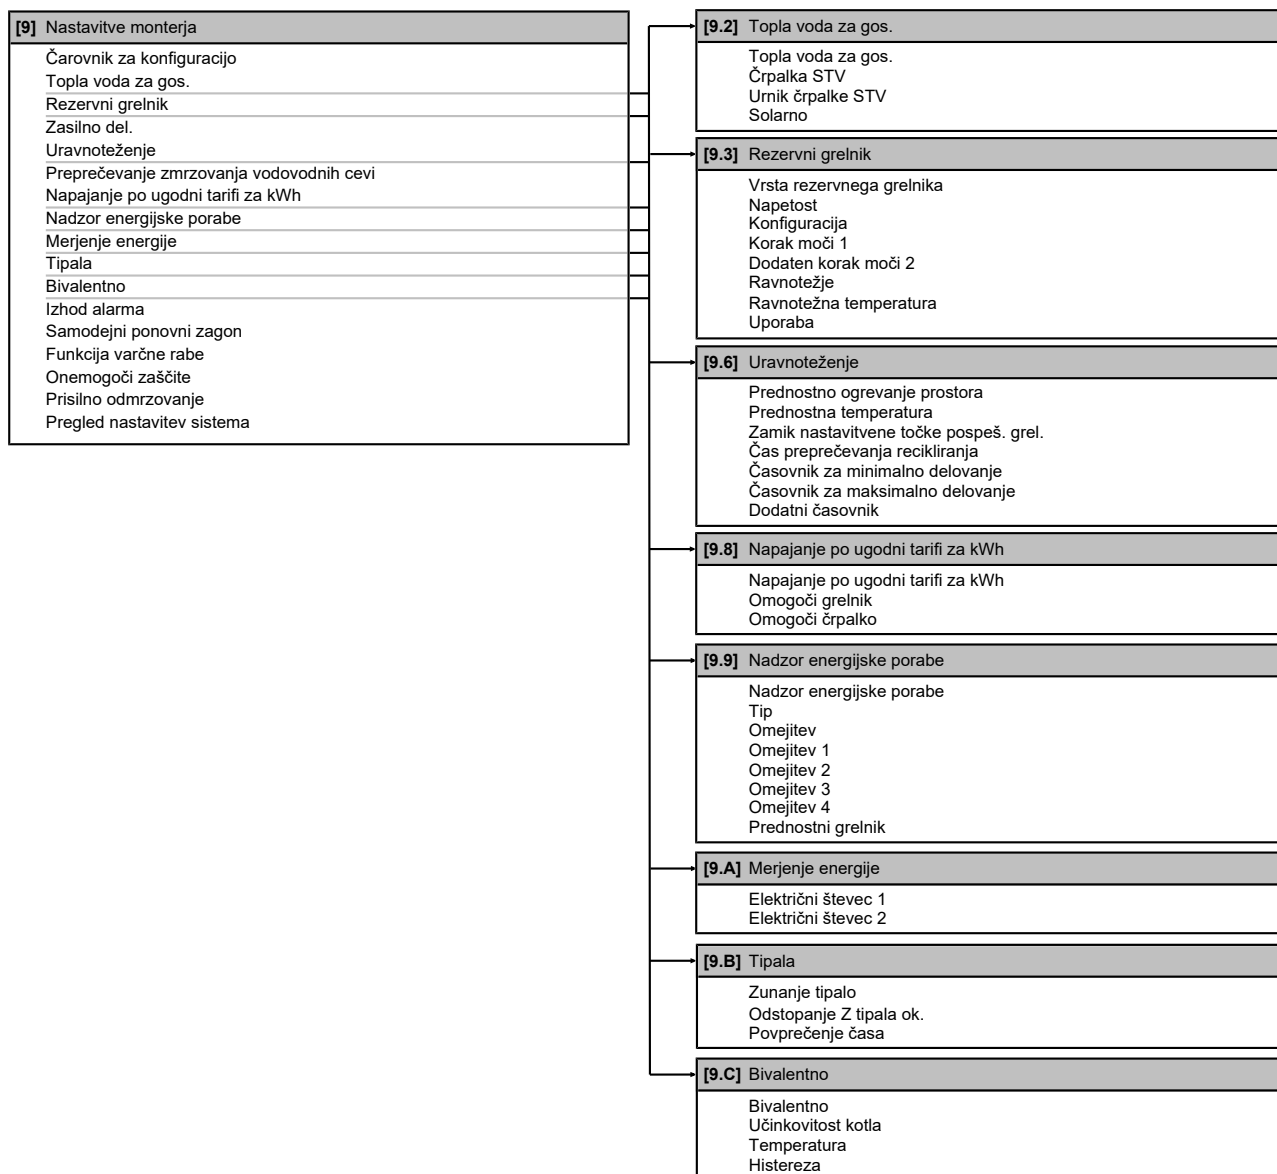 [9] Nastavitve monterja
Čarovnik za konfiguracijo
Topla voda za gos.
Rezervni grelnik
Zasilno del.
Uravnoteženje
Preprečevanje zmrzovanja vodovodnih cevi
Napajanje po ugodni tarifi za kWh
Nadzor energijske porabe
Merjenje energije
Tipala
Bivalentno
Izhod alarma
Samodejni ponovni zagon
Funkcija varčne rabe
Onemogoči zaščite
Prisilno odmrzovanje
Pregled nastavitev sistema
[9.2] Topla voda za gos.
Topla voda za gos.
Črpalka STV
Urnik črpalke STV
Solarno
[9.3] Rezervni grelnik
Vrsta rezervnega grelnika
Napetost
Konfiguracija
Korak moči 1
Dodaten korak moči 2
Ravnotežje
Ravnotežna temperatura
Uporaba
[9.6] Uravnoteženje
Prednostno ogrevanje prostora
Prednostna temperatura
Zamik nastavitvene točke pospeš. grel.
Čas preprečevanja recikliranja
Časovnik za minimalno delovanje
Časovnik za maksimalno delovanje
Dodatni časovnik
[9.8] Napajanje po ugodni tarifi za kWh
Napajanje po ugodni tarifi za kWh
Omogoči grelnik
Omogoči črpalko
[9.9] Nadzor energijske porabe
Nadzor energijske porabe
Tip
Omejitev
Omejitev 1
Omejitev 2
Omejitev 3
Omejitev 4
Prednostni grelnik
[9.A] Merjenje energije
Električni števec 1
Električni števec 2
[9.B] Tipala
Zunanje tipalo
Odstopanje Z tipala ok.
Povprečenje časa
[9.C] Bivalentno
Bivalentno
Učinkovitost kotla
Temperatura
Histereza